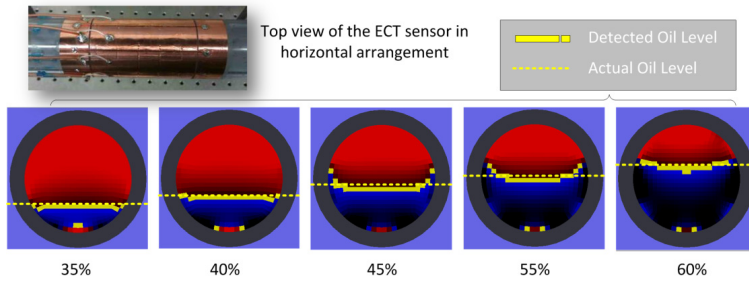 Top view of the ECT sensor in
horizontal arrangement
Detected Oil Level
Actual Oil Level
35%
40%
45%
55%
60%